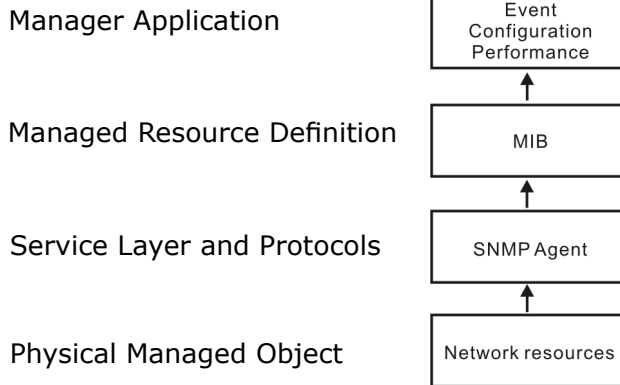 Manager Application
Event
Configuration
Performance
Managed Resource Definition
MIB
Service Layer and Protocols
SNMP Agent
Physical Managed Object
Network resources